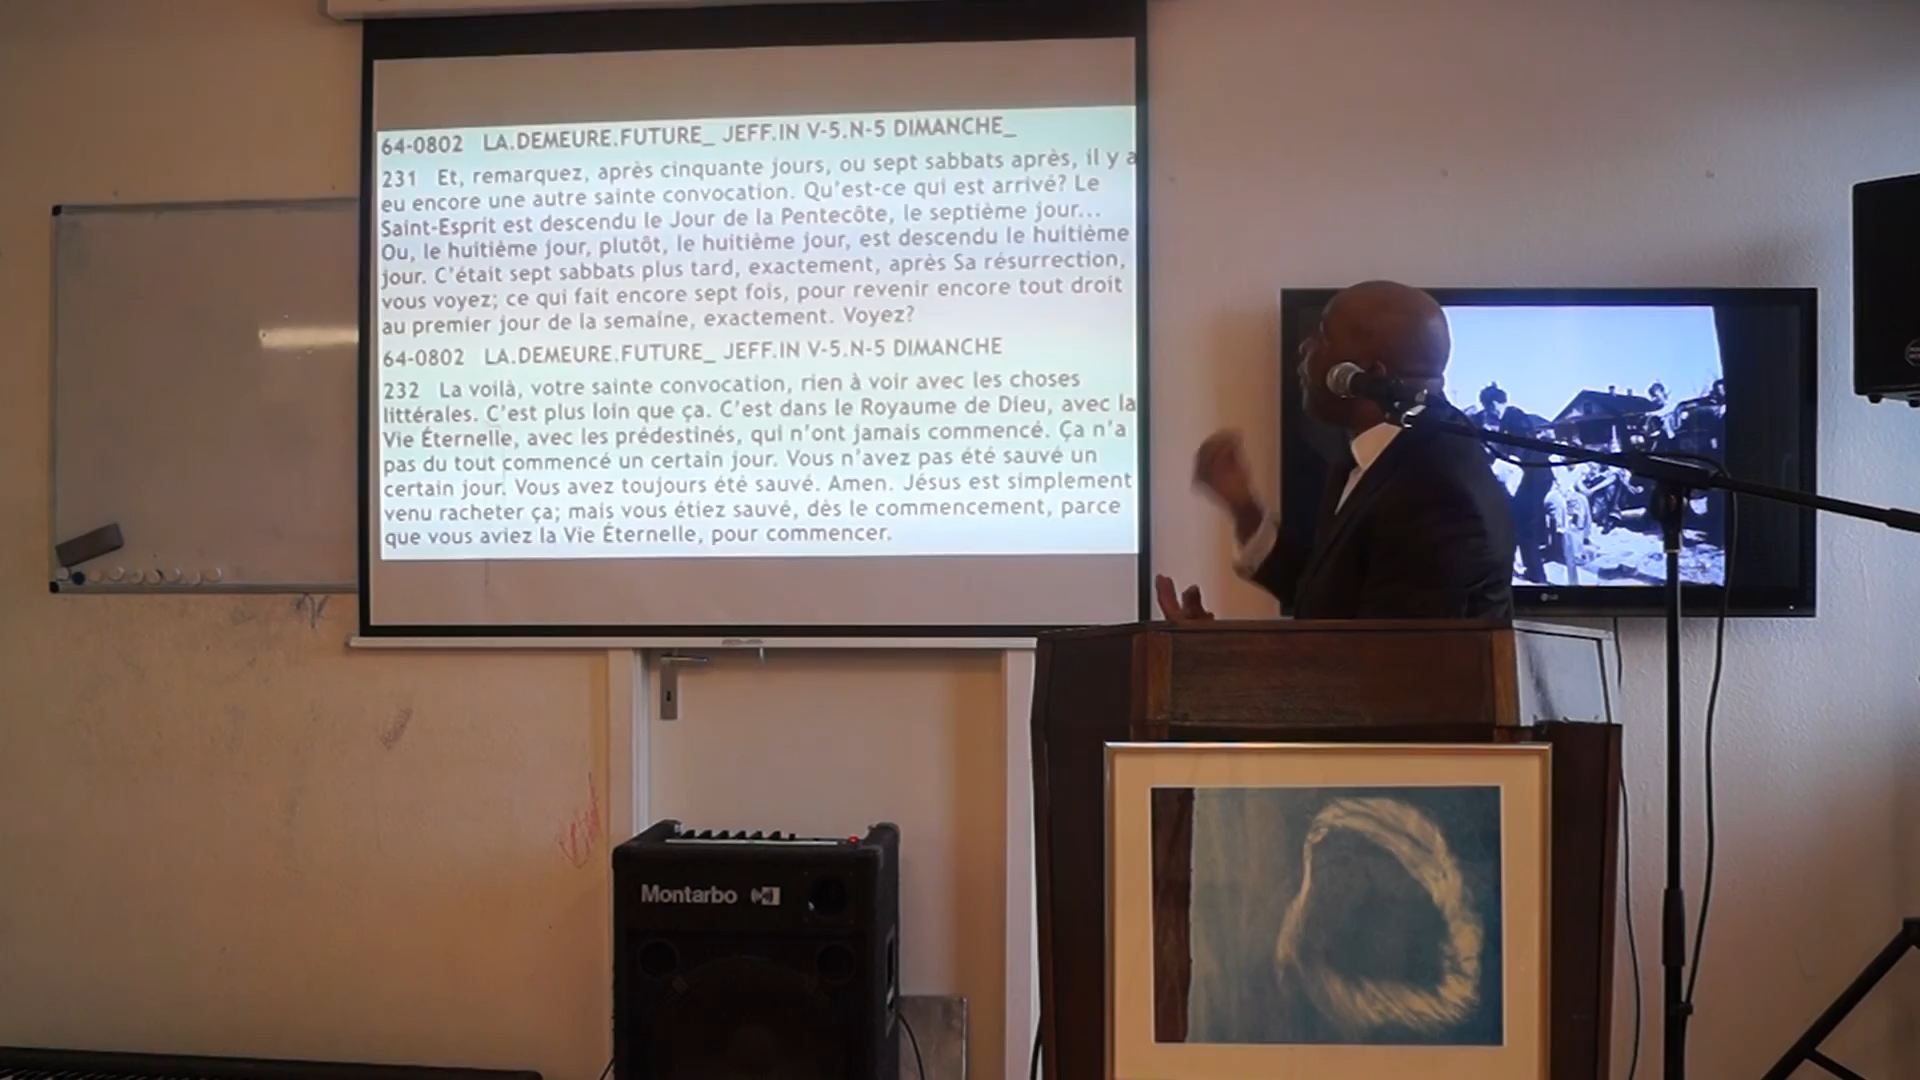 64-0802 LA.DEMEURE.FUTURE_ JEFF.IN V-5.N-5 DIMANCHE_
231 Et, remarquez, après cinquante jours, ou sept sabbats après, il y a
eu encore une autre sainte convocation. Qu'est-ce qui est arrivé? Le
Saint-Esprit est descendu le Jour de la Pentecôte, le septième jour...
Ou, le huitième jour, plutôt, le huitième jour, est descendu le huitième
jour. C'était sept sabbats plus tard, exactement, après Sa résurrection,
vous voyez; ce qui fait encore sept fois, pour revenir encore tout droit
au premier jour de la semaine, exactement. Voyez?
64-0802 LA.DEMEURE.FUTURE_ JEFF.IN V-5.N-5 DIMANCHE
232 La voilà, votre sainte convocation, rien à voir avec les choses
littérales. C'est plus loin que ça. C'est dans le Royaume de Dieu, avec la
Vie Éternelle, avec les prédestinés, qui n'ont jamais commencé. Ça n'a
pas du tout commencé un certain jour. Vous n'avez pas été sauvé un
certain jour. Vous avez toujours été sauvé. Amen. Jésus est simplement
venu racheter ça; mais vous étiez sauvé, dès le commencement, parce
que vous aviez la Vie Éternelle, pour commencer.
LG
Montarbo